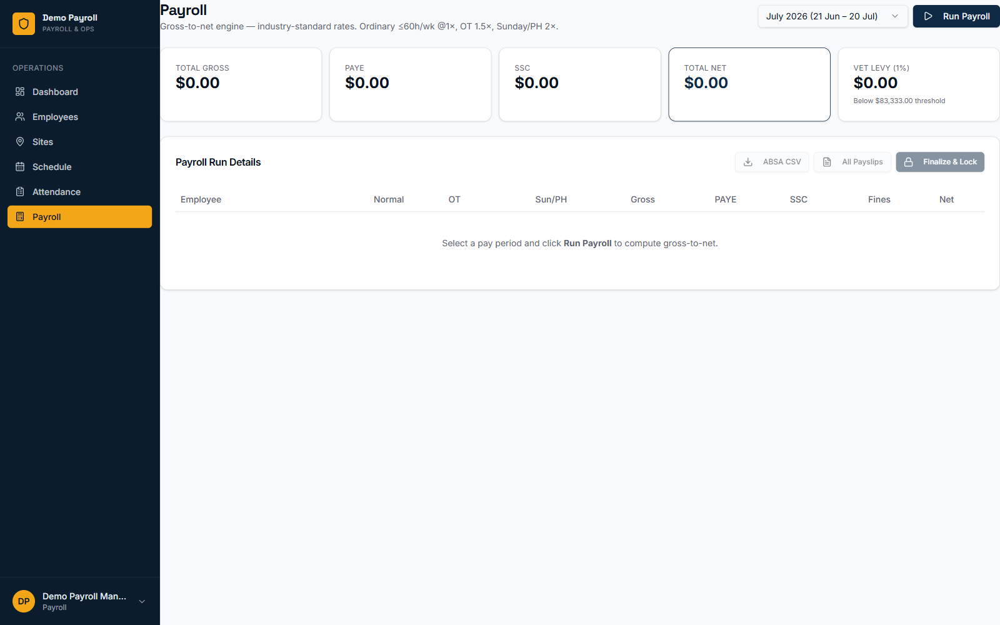 Demo Payroll
PAYROLL & OPS
OPERATIONS
Dashboard
Employees
Sites
Schedule
Attendance
Payroll
DP
Demo Payroll Man...
Payroll
Payroll
Gross-to-net engine — industry-standard rates. Ordinary ≤60h/wk @1×, OT 1.5×, Sunday/PH 2×.
July 2026 (21 Jun – 20 Jul)
Run Payroll
TOTAL GROSS
$0.00
PAYE
$0.00
SSC
$0.00
TOTAL NET
$0.00
VET LEVY (1%)
$0.00
Below $83,333.00 threshold
Payroll Run Details
ABSA CSV
All Payslips
Finalize & Lock
Employee Normal OT Sun/PH Gross PAYE SSC Fines Net
Select a pay period and click Run Payroll to compute gross-to-net.